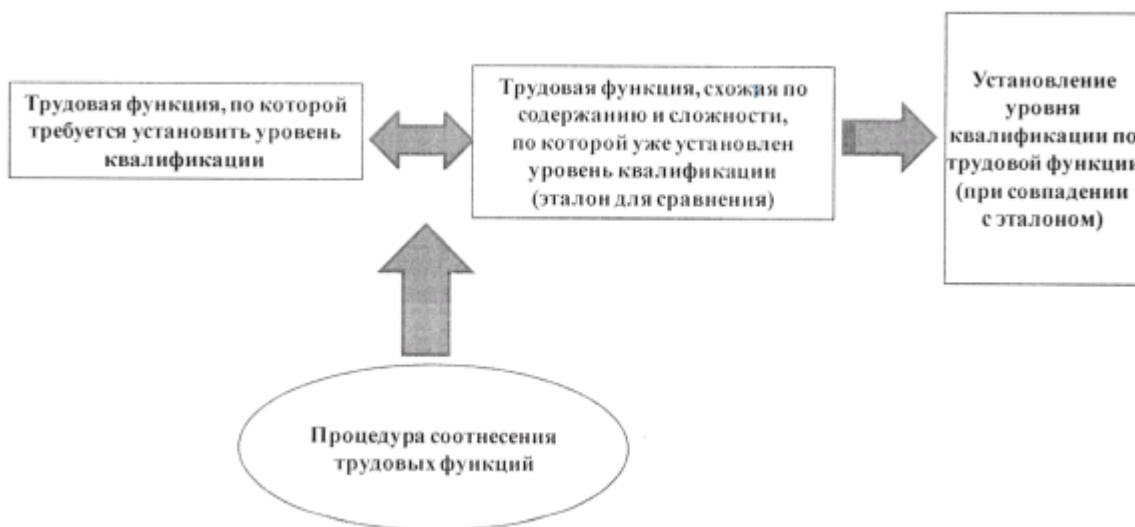 Трудовая функция, по которой
требуется установить уровень
квалификации
Трудовая функция, схожая по
содержанию и сложности,
по которой уже установлен
уровень квалификации
(эталон для сравнения)
Установление
уровня
квалификации по
трудовой функции
(при совпадении
с эталоном)
Процедура соотнесения
трудовых функций